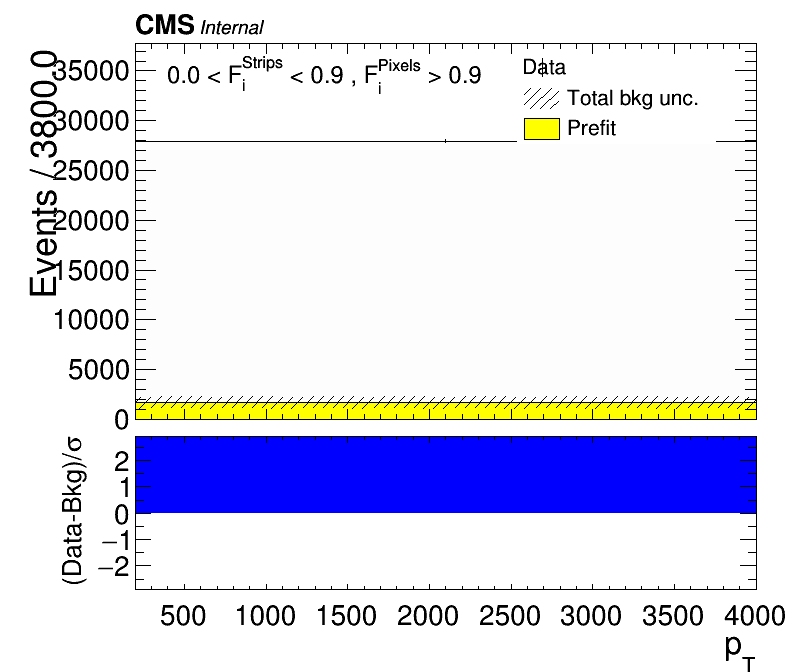 CMS Internal
0.0 < F_i^Strips < 0.9 , F_i^Pixels > 0.9
Data
Total bkg unc.
Prefit
Events / 3800.0
35000
30000
25000
20000
15000
10000
5000
0
(Data-Bkg)/σ
2
1
0
−1
−2
500 1000 1500 2000 2500 3000 3500 4000
p_T